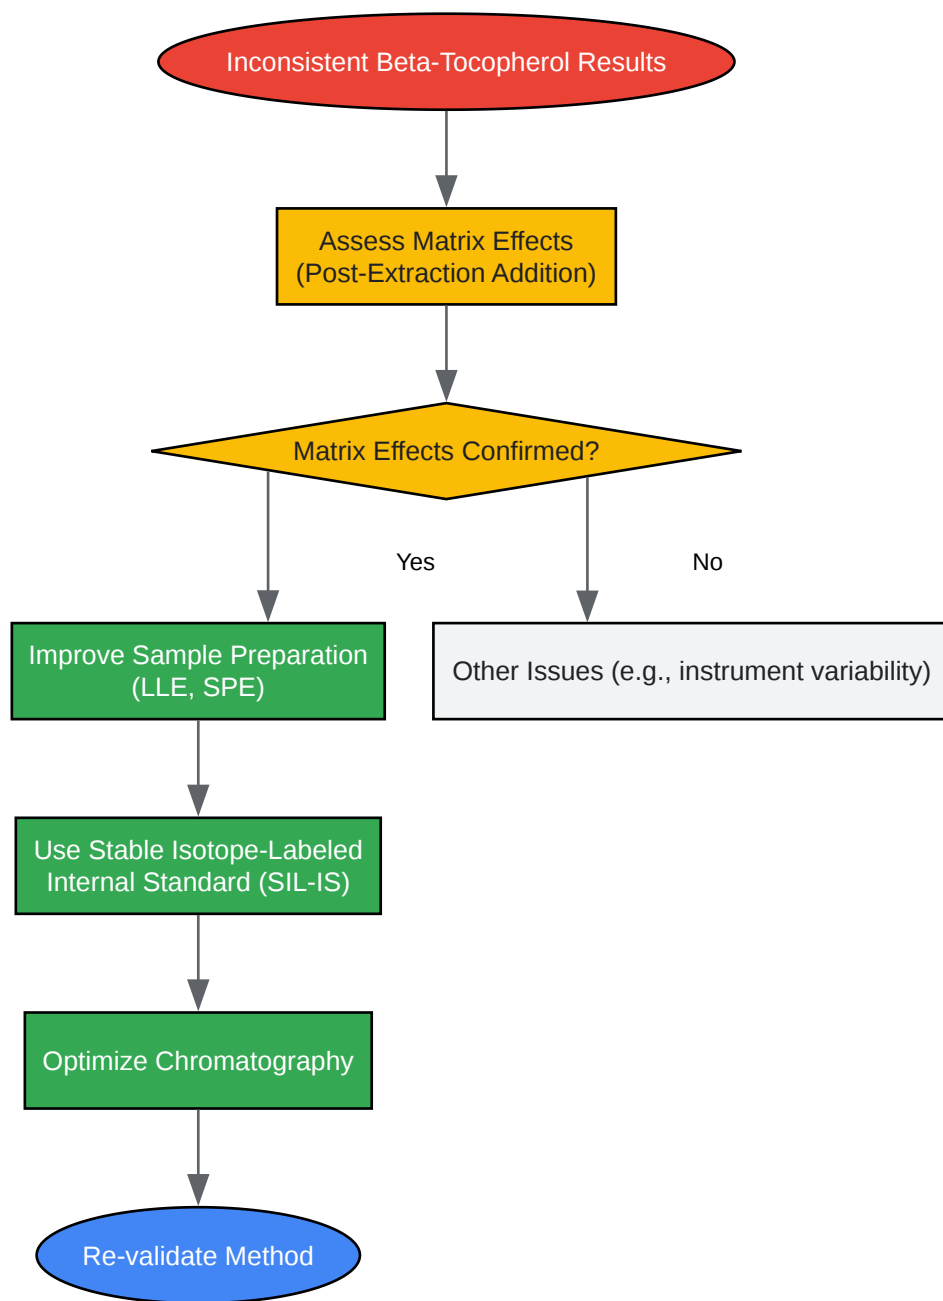 Inconsistent Beta-Tocopherol Results
Assess Matrix Effects
(Post-Extraction Addition)
Matrix Effects Confirmed?
Yes
No
Improve Sample Preparation
(LLE, SPE)
Other Issues (e.g., instrument variability)
Use Stable Isotope-Labeled
Internal Standard (SIL-IS)
Optimize Chromatography
Re-validate Method